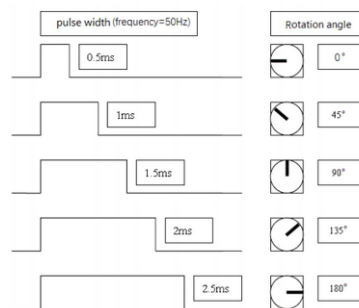 pulse width(frequency=50Hz)
Rotation angle
0.5ms
0°
1ms
45°
1.5ms
90°
2ms
135°
2.5ms
180°